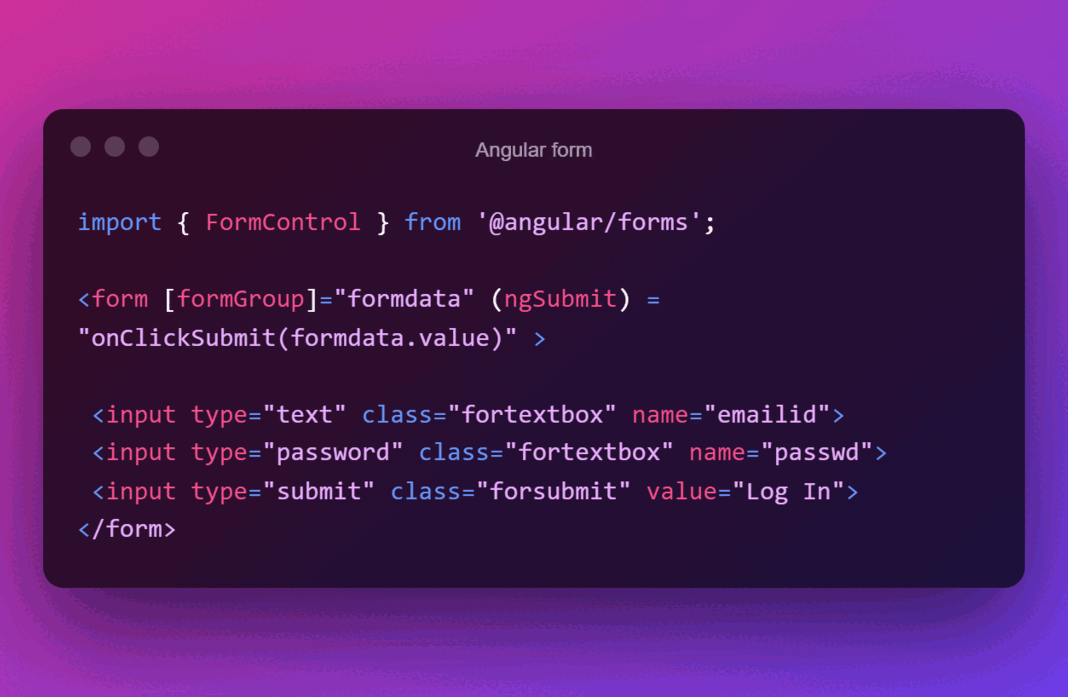 Angular form
import { FormControl } from '@angular/forms';
<form [formGroup]="formdata" (ngSubmit) =
"onClickSubmit(formdata.value)" >
<input type="text" class="fortextbox" name="emailid">
<input type="password" class="fortextbox" name="passwd">
<input type="submit" class="forsubmit" value="Log In">
</form>